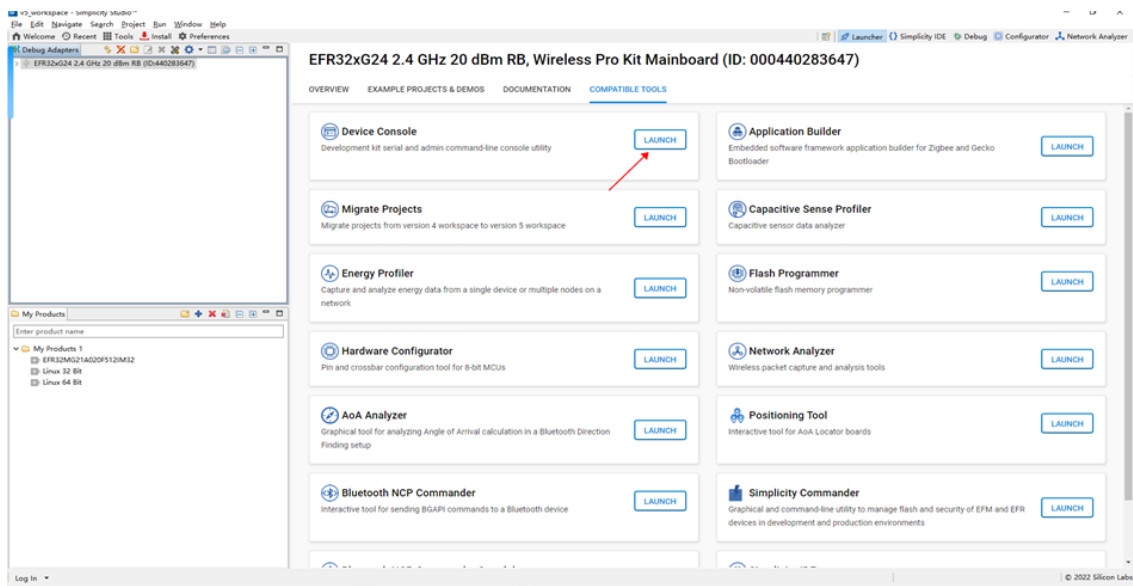 v5_workspace - Simplicity Studio™
File Edit Navigate Search Project Run Window Help
Welcome Recent Tools Install Preferences
Launcher Simplicity IDE Debug Configurator Network Analyzer
Debug Adapters
EFR32xG24 2.4 GHz 20 dBm RB (ID:440283647)
EFR32xG24 2.4 GHz 20 dBm RB, Wireless Pro Kit Mainboard (ID: 000440283647)
OVERVIEW EXAMPLE PROJECTS & DEMOS DOCUMENTATION COMPATIBLE TOOLS
Device Console
Development kit serial and admin command-line console utility
LAUNCH
Application Builder
Embedded software framework application builder for Zigbee and Gecko
Bootloader
LAUNCH
Migrate Projects
Migrate projects from version 4 workspace to version 5 workspace
LAUNCH
Capacitive Sense Profiler
Capacitive sensor data analyzer
LAUNCH
Energy Profiler
Capture and analyze energy data from a single device or multiple nodes on a
network
LAUNCH
Flash Programmer
Non-volatile flash memory programmer
LAUNCH
Hardware Configurator
Pin and crossbar configuration tool for 8-bit MCUs
LAUNCH
Network Analyzer
Wireless packet capture and analysis tools
LAUNCH
AoA Analyzer
Graphical tool for analyzing Angle of Arrival calculation in a Bluetooth Direction
Finding setup
LAUNCH
Positioning Tool
Interactive tool for AoA Locator boards
LAUNCH
Bluetooth NCP Commander
Interactive tool for sending BGAPI commands to a Bluetooth device
LAUNCH
Simplicity Commander
Graphical and command-line utility to manage flash and security of EFM and EFR
devices in development and production environments
LAUNCH
My Products
Enter product name
My Products 1
EFR32MG21A020F512IM32
Linux 32 Bit
Linux 64 Bit
Log In
© 2022 Silicon Labs